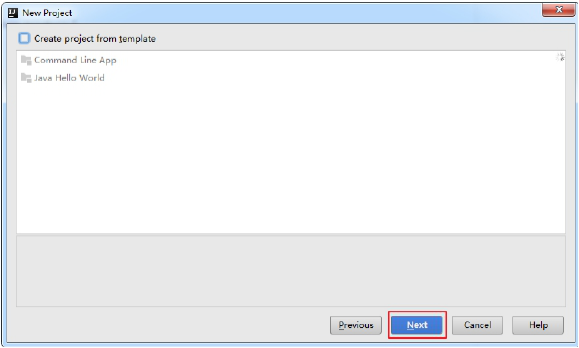 New Project
Create project from template
Command Line App
Java Hello World
Previous Next Cancel Help